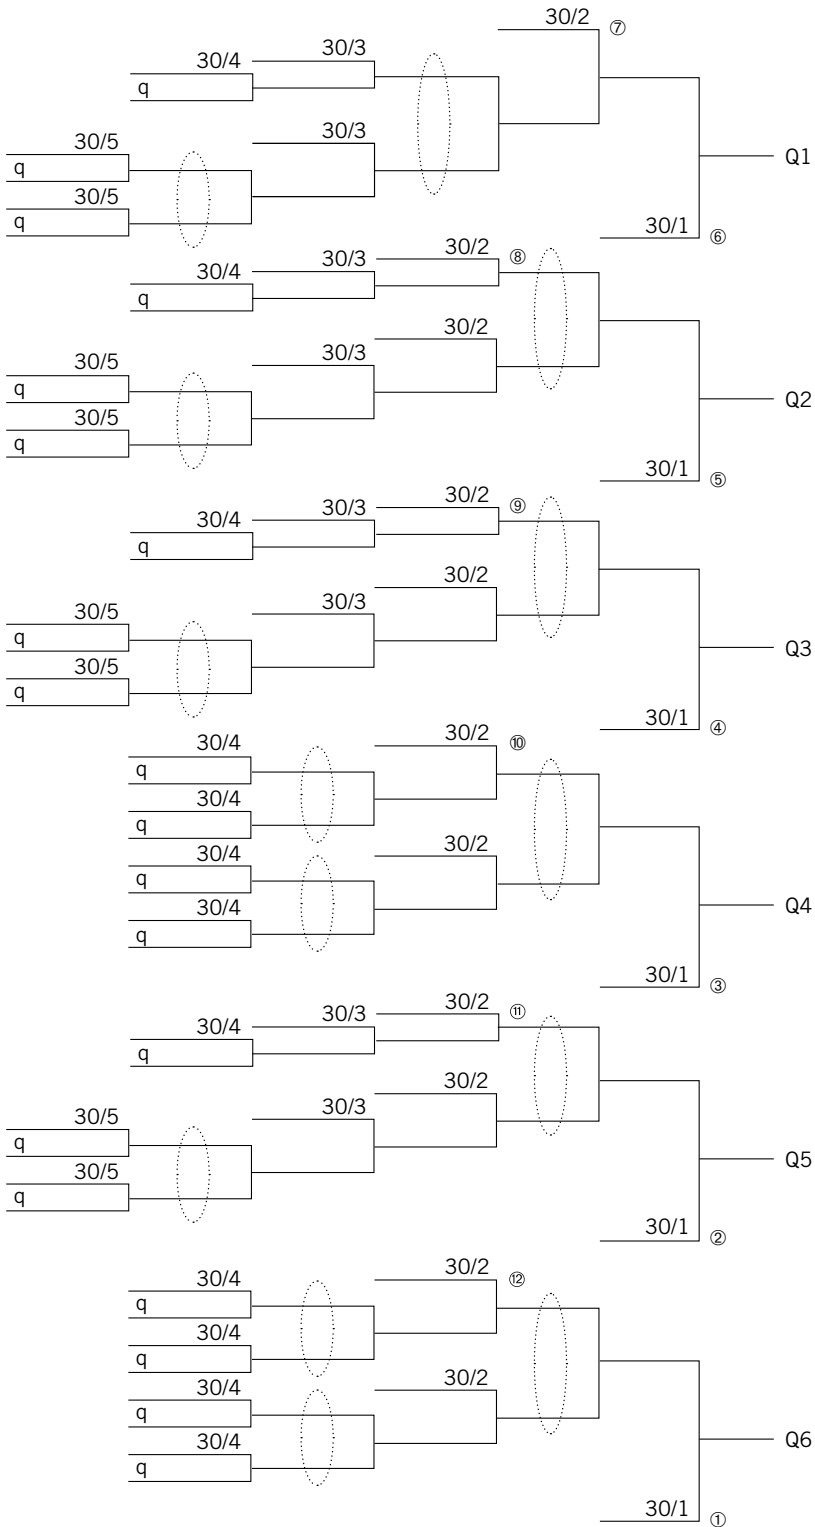 30/2 ⑦
30/3
30/4
q
30/3
30/5
q
30/5
q
Q1
30/1 ⑥
30/2 ⑧
30/3
30/4
q
30/2
30/3
30/5
q
30/5
q
Q2
30/1 ⑤
30/2 ⑨
30/3
30/4
q
30/2
30/3
30/5
q
30/5
q
Q3
30/1 ④
30/2 ⑩
30/4
q
30/4
q
30/2
30/4
q
30/4
q
Q4
30/1 ③
30/2 ⑪
30/3
30/4
q
30/2
30/3
30/5
q
30/5
q
Q5
30/1 ②
30/2 ⑫
30/4
q
30/4
q
30/2
30/4
q
30/4
q
Q6
30/1 ①